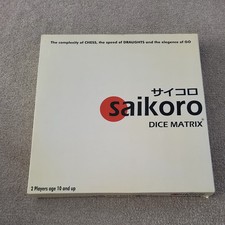 The complexity of CHESS, the speed of DRAUGHTS and the elegance of GO
サイコロ
saikoro
DICE MATRIX
2 Players age 10 and up